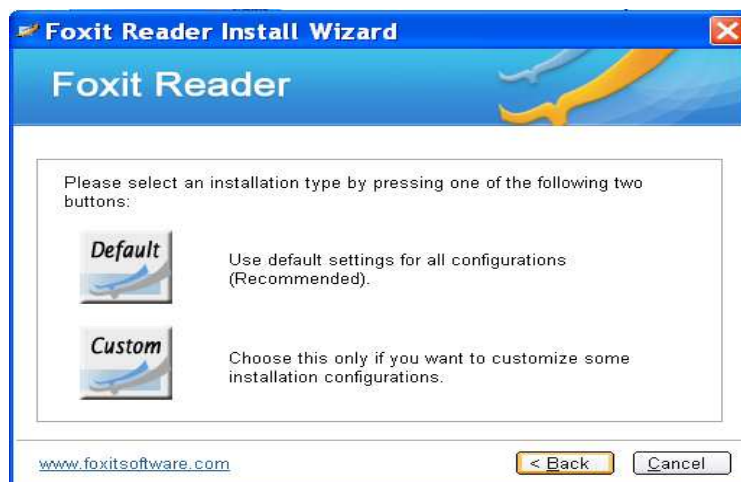 Foxit Reader Install Wizard
Foxit Reader
Please select an installation type by pressing one of the following two
buttons:
Default
Use default settings for all configurations
(Recommended).
Custom
Choose this only if you want to customize some
installation configurations.
www.foxitsoftware.com
< Back
Cancel